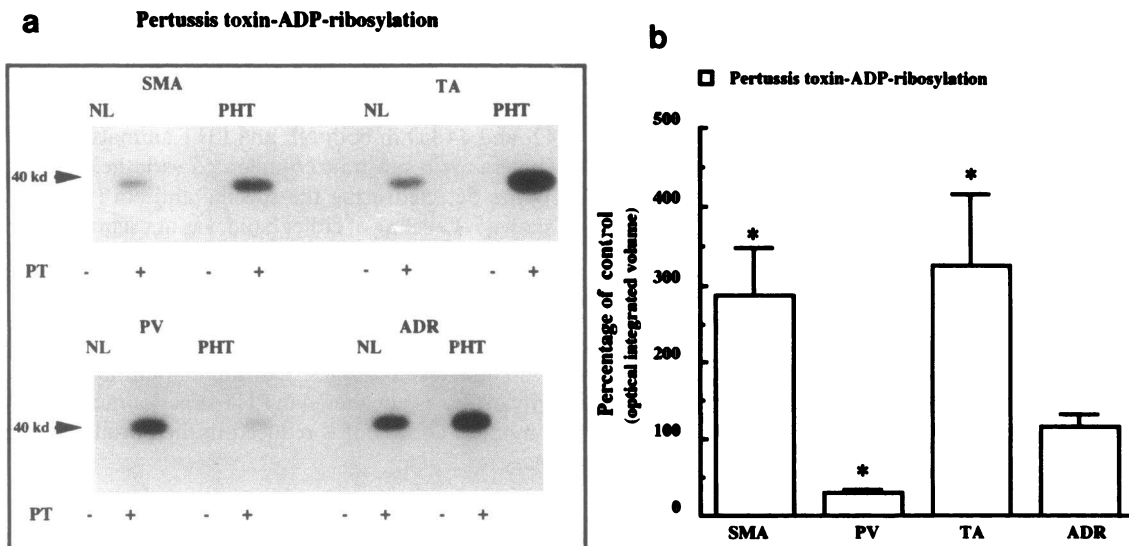 a
Pertussis toxin-ADP-ribosylation
SMA
TA
NL
PHT
NL
PHT
40 kd
PT
-
+
-
+
-
+
-
+
PV
ADR
NL
PHT
NL
PHT
40 kd
PT
-
+
-
+
-
+
-
+
b
Pertussis toxin-ADP-ribosylation
Percentage of control
(optical integrated volume)
500
400
300
200
100
0
*
*
*
SMA
PV
TA
ADR